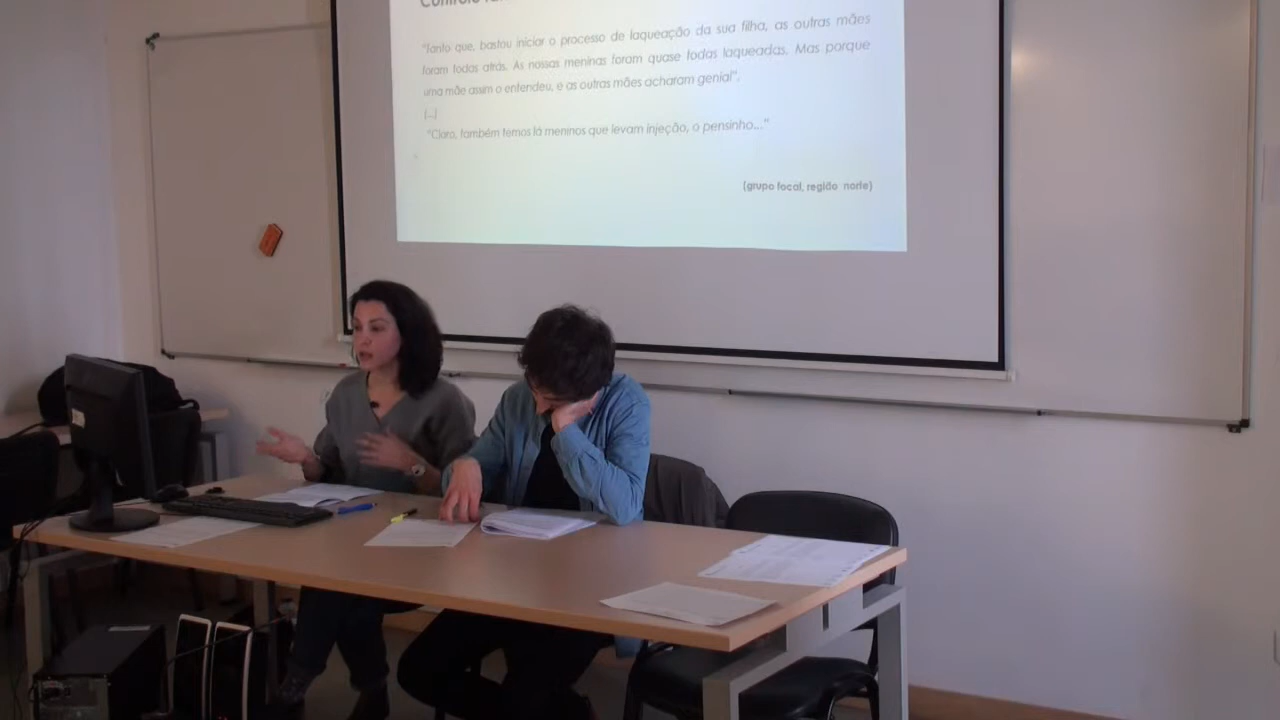 Controlo
"Tanto que, bastou iniciar o processo de laqueação da sua filha, as outras mães
foram todas atrás. As nossas meninas foram quase todas laqueadas. Mas porque
uma mãe assim o entendeu, e as outras mães acharam genial".
(...)
"Claro, também temos lá meninos que levam injeção, o pensinho..."
(grupo focal, região norte)